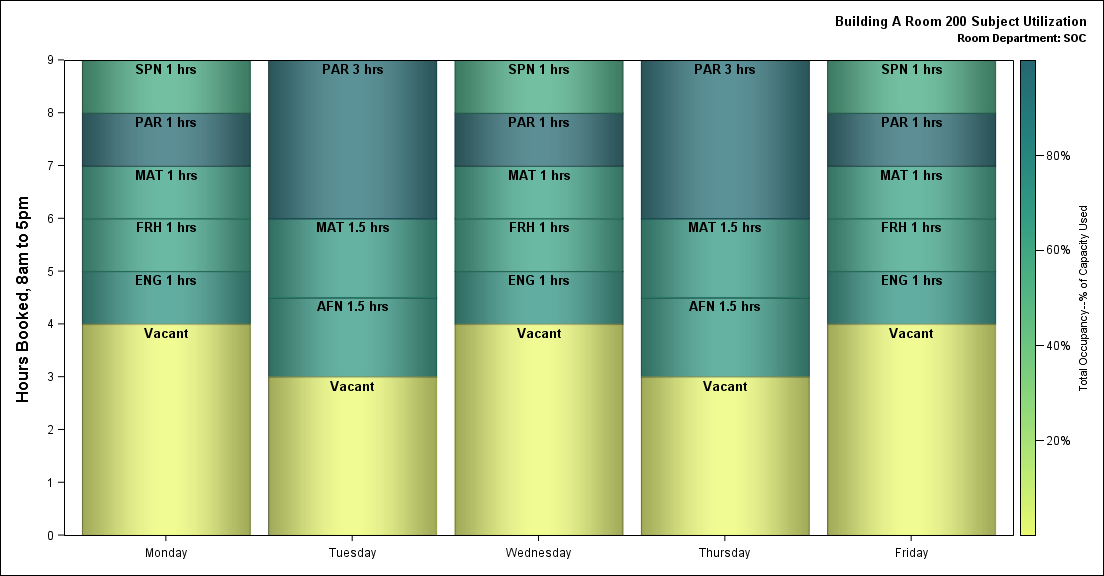 Building A Room 200 Subject Utilization
Room Department: SOC
Hours Booked, 8am to 5pm
9
8
7
6
5
4
3
2
1
0
SPN 1 hrs
PAR 1 hrs
MAT 1 hrs
FRH 1 hrs
ENG 1 hrs
Vacant
Monday
PAR 3 hrs
MAT 1.5 hrs
AFN 1.5 hrs
Vacant
Tuesday
SPN 1 hrs
PAR 1 hrs
MAT 1 hrs
FRH 1 hrs
ENG 1 hrs
Vacant
Wednesday
PAR 3 hrs
MAT 1.5 hrs
AFN 1.5 hrs
Vacant
Thursday
SPN 1 hrs
PAR 1 hrs
MAT 1 hrs
FRH 1 hrs
ENG 1 hrs
Vacant
Friday
80%
60%
40%
20%
Total Occupancy--% of Capacity Used